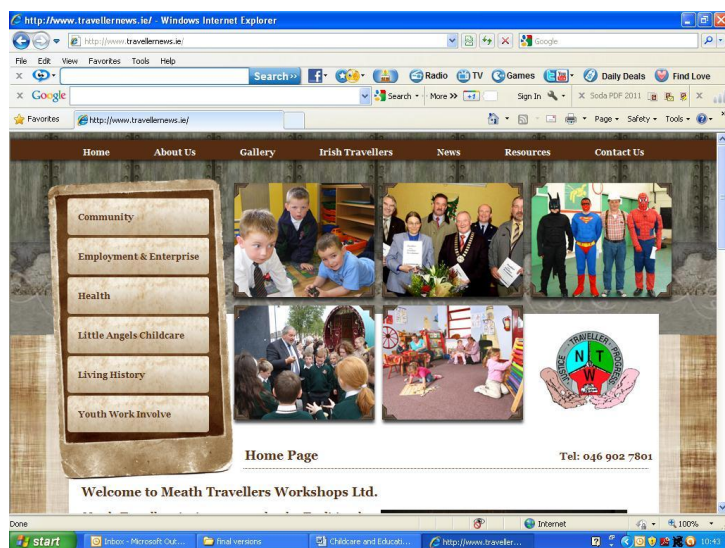 http://www.travellernews.ie/ - Windows Internet Explorer
http://www.travellernews.ie/
Google
File Edit View Favorites Tools Help
Search Radio TV Games Daily Deals Find Love
Google Search More >> Sign In Soda PDF 2011
Favorites http://www.travellernews.ie/ Page Safety Tools
Home About Us Gallery Irish Travellers News Resources Contact Us
Community
Employment & Enterprise
Health
Little Angels Childcare
Living History
Youth Work Involve
JUSTICE - TRAVELLER - PROGRESS
N T W
Home Page Tel: 046 902 7801
Welcome to Meath Travellers Workshops Ltd.
Done Internet 100%
start Inbox - Microsoft Out... final versions Childcare and Educati... http://www.traveller... 10:43